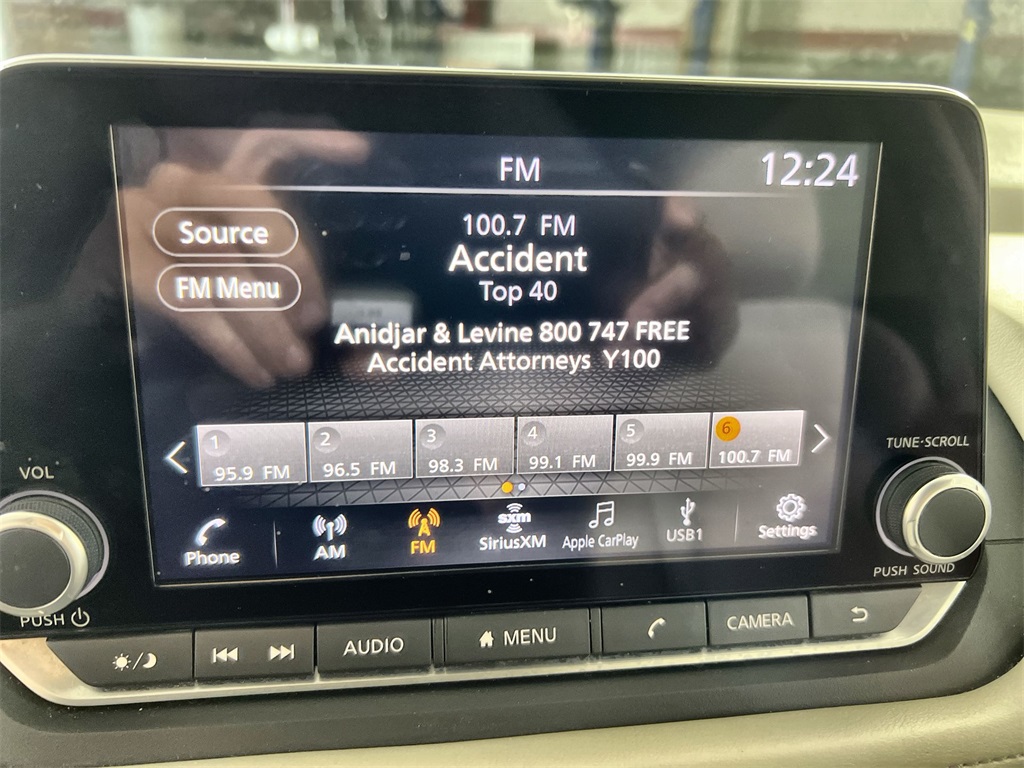 FM
12:24
Source
FM Menu
100.7 FM
Accident
Top 40
Anidjar & Levine 800 747 FREE
Accident Attorneys Y100
1
95.9 FM
2
96.5 FM
3
98.3 FM
4
99.1 FM
5
99.9 FM
6
100.7 FM
Phone
AM
FM
sxm
SiriusXM
Apple CarPlay
USB1
Settings
VOL
PUSH
TUNE·SCROLL
PUSH SOUND
AUDIO
MENU
CAMERA